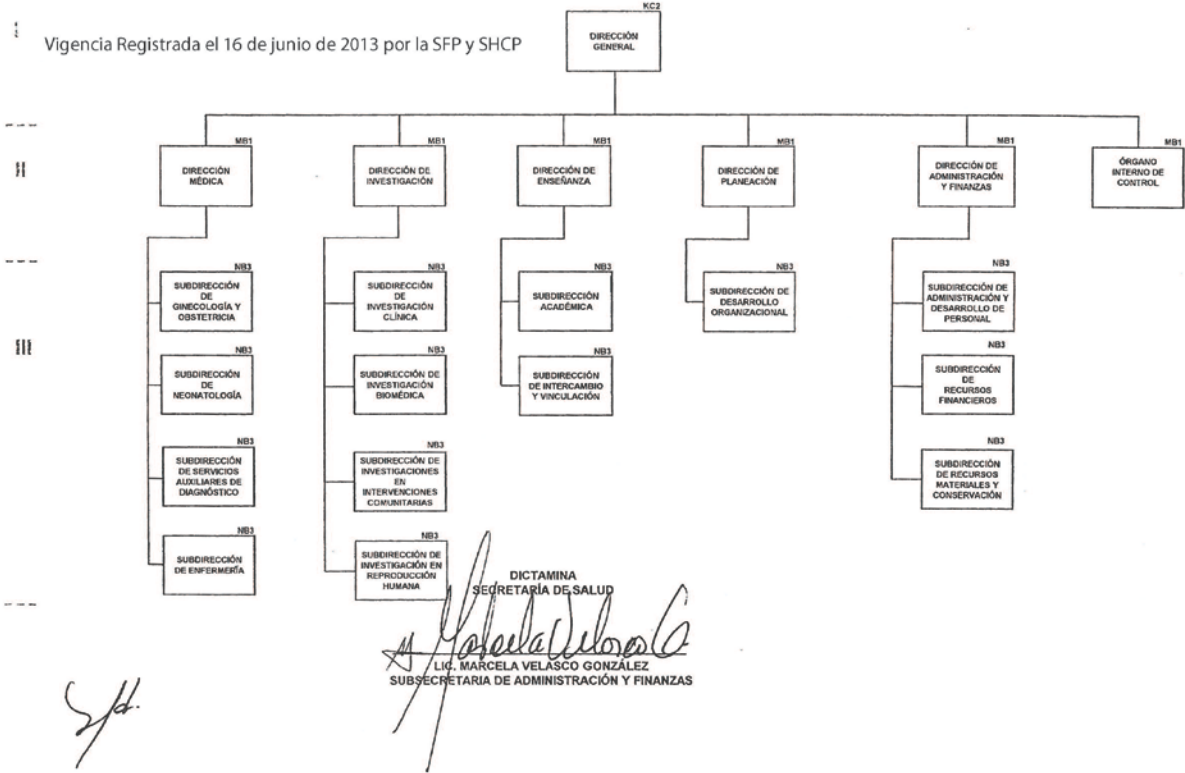 KC2
I
Vigencia Registrada el 16 de junio de 2013 por la SFP y SHCP
DIRECCIÓN
GENERAL
II
MB1
DIRECCIÓN
MÉDICA
MB1
DIRECCIÓN DE
INVESTIGACIÓN
MB1
DIRECCIÓN DE
ENSEÑANZA
MB1
DIRECCIÓN DE
PLANEACIÓN
MB1
DIRECCIÓN DE
ADMINISTRACIÓN
Y FINANZAS
MB1
ÓRGANO
INTERNO DE
CONTROL
III
NB3
SUBDIRECCIÓN
DE
GINECOLOGÍA Y
OBSTETRICIA
NB3
SUBDIRECCIÓN
DE
INVESTIGACIÓN
CLÍNICA
NB3
SUBDIRECCIÓN
ACADÉMICA
NB3
SUBDIRECCIÓN DE
DESARROLLO
ORGANIZACIONAL
NB3
SUBDIRECCIÓN DE
ADMINISTRACIÓN Y
DESARROLLO DE
PERSONAL
NB3
SUBDIRECCIÓN
DE
NEONATOLOGÍA
NB3
SUBDIRECCIÓN DE
INVESTIGACIÓN
BIOMÉDICA
NB3
SUBDIRECCIÓN
DE INTERCAMBIO
Y VINCULACIÓN
NB3
SUBDIRECCIÓN
DE
RECURSOS
FINANCIEROS
NB3
SUBDIRECCIÓN
DE SERVICIOS
AUXILIARES DE
DIAGNÓSTICO
NB3
SUBDIRECCIÓN DE
INVESTIGACIONES
EN
INTERVENCIONES
COMUNITARIAS
NB3
SUBDIRECCIÓN
DE RECURSOS
MATERIALES Y
CONSERVACIÓN
NB3
SUBDIRECCIÓN
DE ENFERMERÍA
NB3
SUBDIRECCIÓN DE
INVESTIGACIÓN EN
REPRODUCCIÓN
HUMANA
DICTAMINA
SECRETARÍA DE SALUD
LIC. MARCELA VELASCO GONZÁLEZ
SUBSECRETARIA DE ADMINISTRACIÓN Y FINANZAS